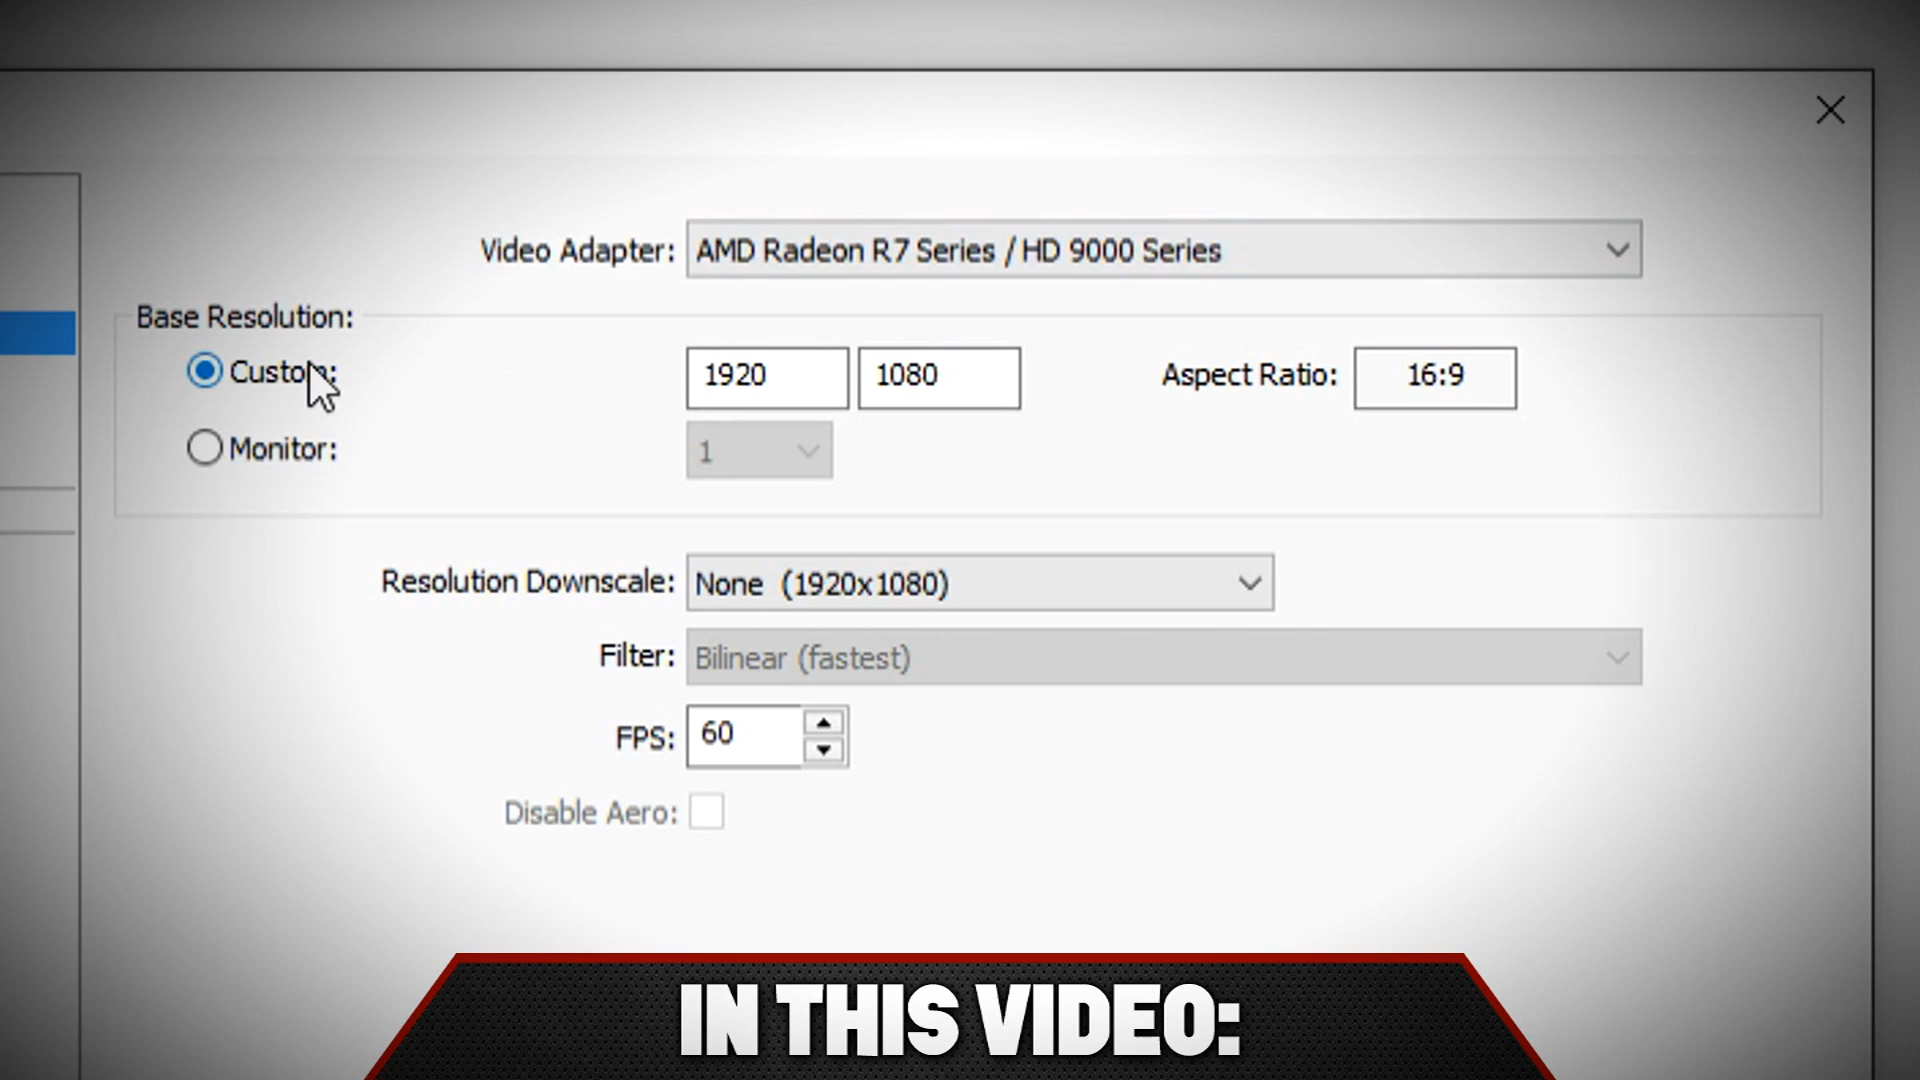 Video Adapter: AMD Radeon R7 Series / HD 9000 Series
Base Resolution:
Custom: 1920 1080 Aspect Ratio: 16:9
Monitor: 1
Resolution Downscale: None (1920x1080)
Filter: Bilinear (fastest)
FPS: 60
Disable Aero:
IN THIS VIDEO: